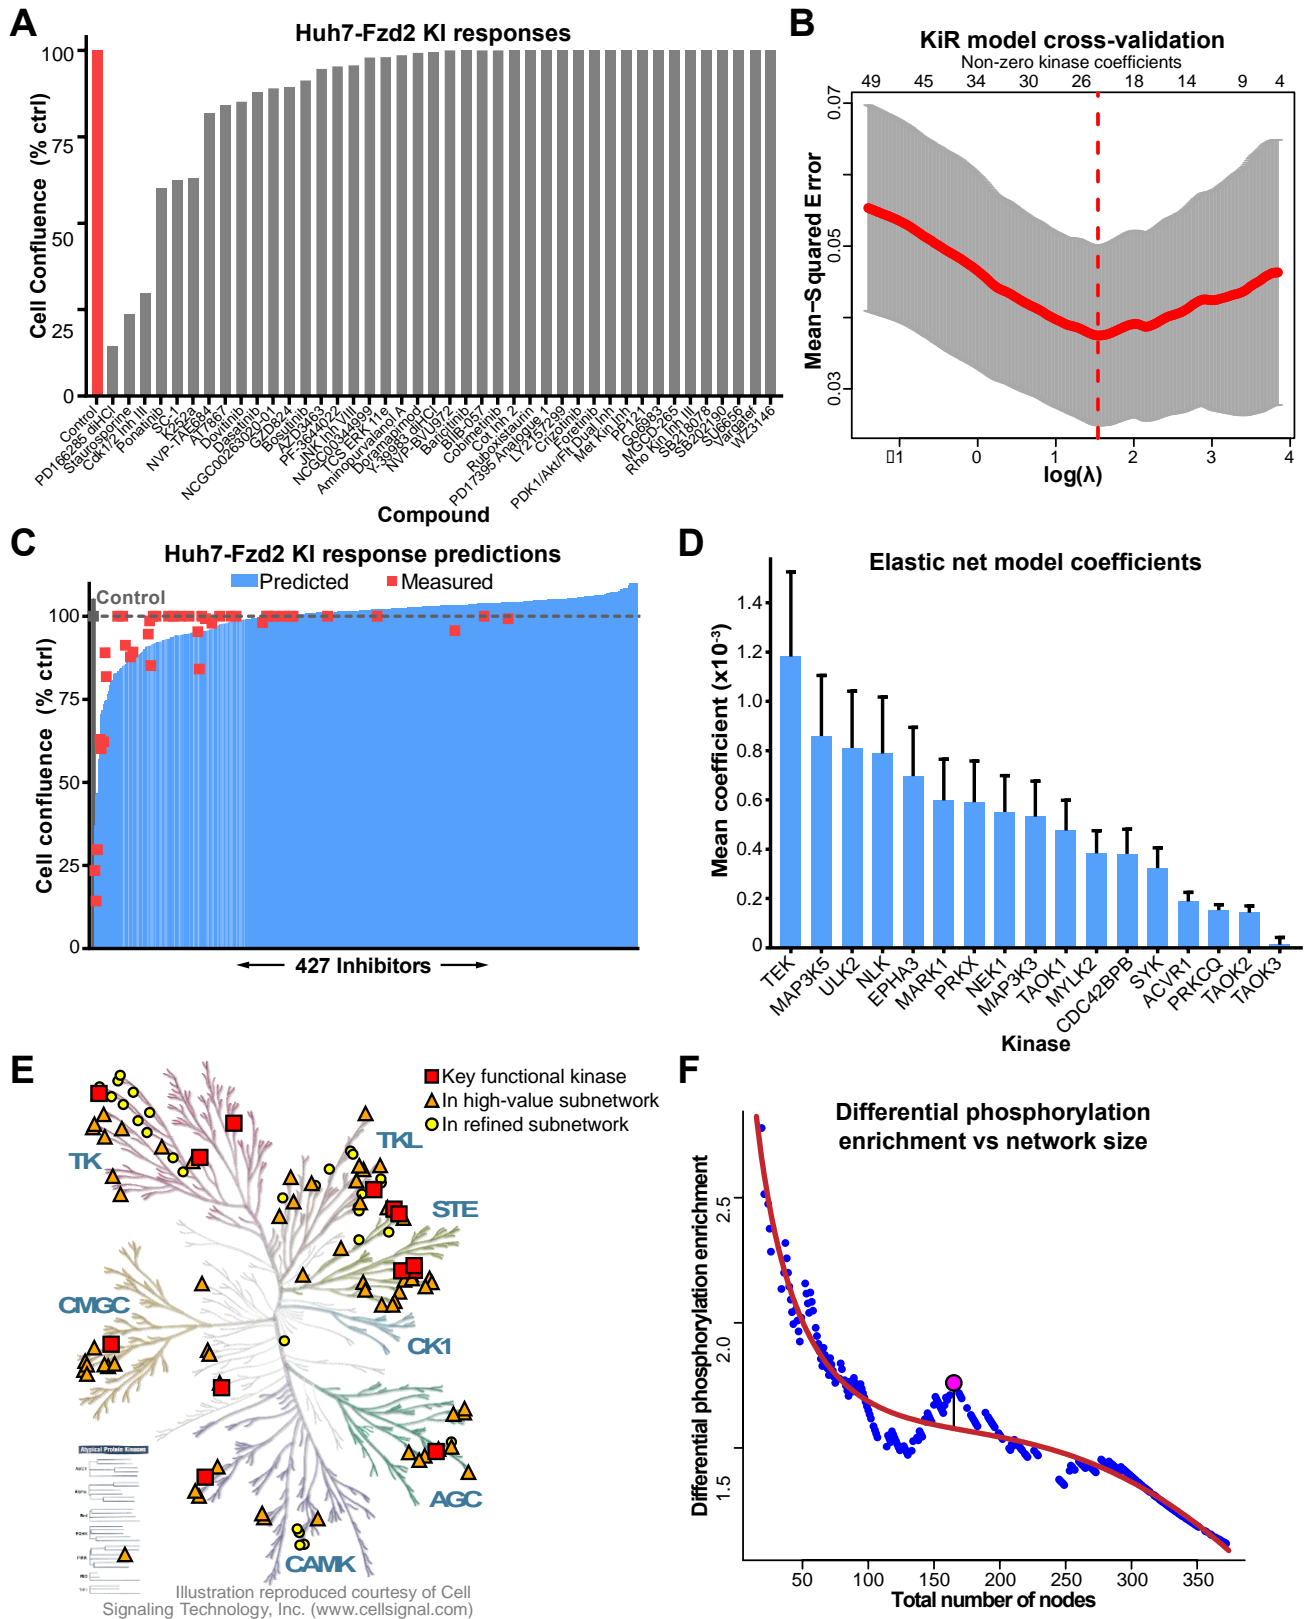 A
Huh7-Fzd2 KI responses
Cell Confluence (% ctrl)
100
75
50
25
0
Control
PD166285 diHCl
Staurosporine
Cdk1/2 Inh III
Ponatinib
SC-1
K252a
NVP-TAE684
AT7867
Dovitinib
Dasatinib
NCGC00263020-01
GZD824
Bosutinib
AZD3463
PF-3644022
JNK Inh VIII
NCGC00344999
TCS ERK 11e
Aminopurvalanol A
Doramapimod
Y-39983 diHCl
NVP-BLU972
Baricitinib
BIB-057
Cobimetinib
Cot Inh 2
Ruboxistaurin
PD17395 Analogue 1
LY2157299
Crizotinib
Foretinib
PDK1/Akt/Flt Dual Inh
Met Kin Inh
PP121
Go6983
MGCD-265
Rho Kin Inh III
SB218078
SB202190
SU6656
Vargatef
WZ3146
Compound
B
KiR model cross-validation
Non-zero kinase coefficients
49 45 34 30 26 18 14 9 4
Mean−Squared Error
0.07
0.05
0.03
▯1 0 1 2 3 4
log(λ)
C
Huh7-Fzd2 KI response predictions
Predicted Measured
Control
Cell confluence (% ctrl)
100
75
50
25
0
427 Inhibitors
D
Elastic net model coefficients
Mean coefficient (x10⁻³)
1.4
1.2
1.0
0.8
0.6
0.4
0.2
0
TEK
MAP3K5
ULK2
NLK
EPHA3
MARK1
PRKX
NEK1
MAP3K3
TAOK1
MYLK2
CDC42BPB
SYK
ACVR1
PRKCQ
TAOK2
TAOK3
Kinase
E
Key functional kinase
In high-value subnetwork
In refined subnetwork
TK
TKL
STE
CMGC
CK1
AGC
CAMK
Atypical Protein Kinases
Illustration reproduced courtesy of Cell
Signaling Technology, Inc. (www.cellsignal.com)
F
Differential phosphorylation
enrichment vs network size
Differential phosphorylation enrichment
2.5
2.0
1.5
50 100 150 200 250 300 350
Total number of nodes